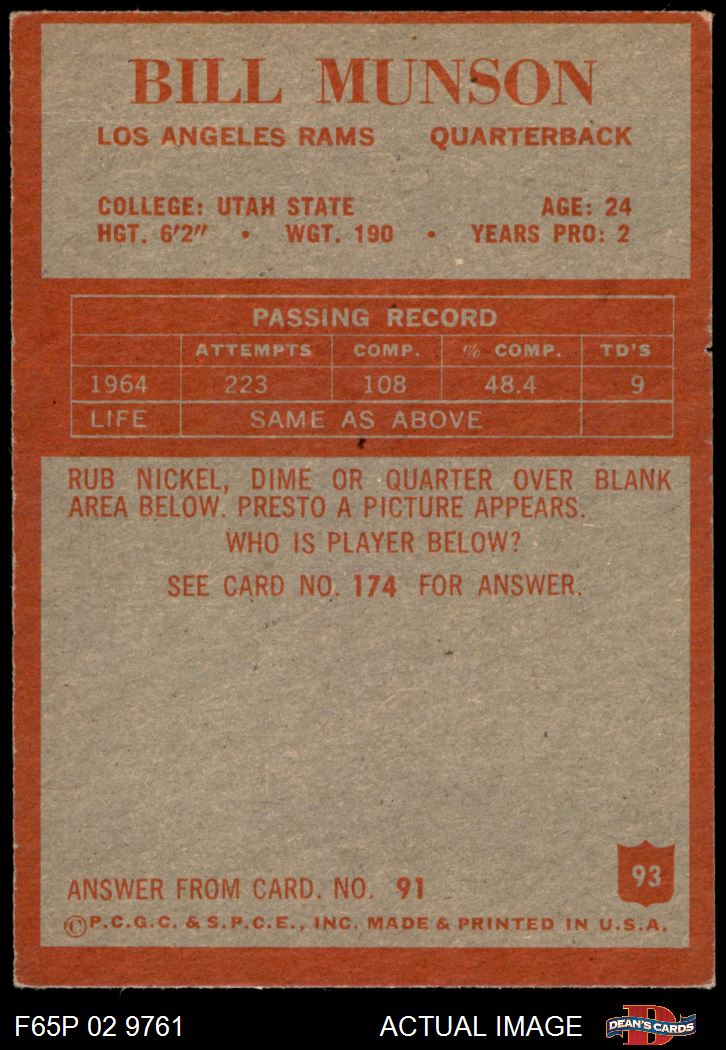 BILL MUNSON
LOS ANGELES RAMS QUARTERBACK
COLLEGE: UTAH STATE AGE: 24
HGT. 6'2" • WGT. 190 • YEARS PRO: 2
PASSING RECORD
ATTEMPTS COMP. % COMP. TD'S
1964 223 108 48.4 9
LIFE SAME AS ABOVE
RUB NICKEL, DIME OR QUARTER OVER BLANK
AREA BELOW. PRESTO A PICTURE APPEARS.
WHO IS PLAYER BELOW?
SEE CARD NO. 174 FOR ANSWER.
93
ANSWER FROM CARD. NO. 91
©P.C.G.C. & S.P.C.E., INC. MADE & PRINTED IN U.S.A.
F65P 02 9761 ACTUAL IMAGE
D
DEAN'S CARDS